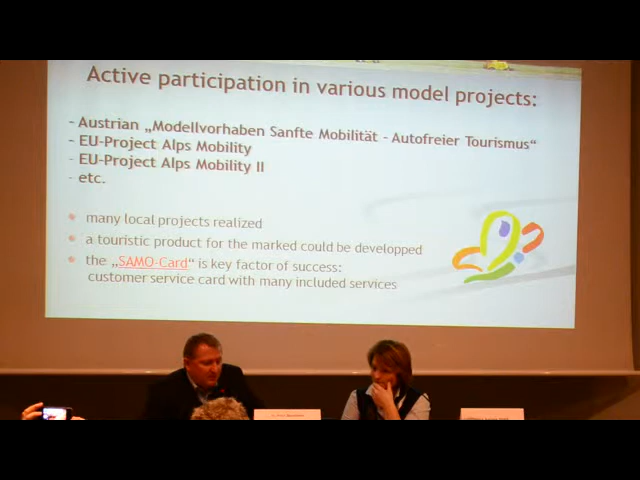 Active participation in various model projects:
- Austrian „Modellvorhaben Sanfte Mobilität - Autofreier Tourismus“
- EU-Project Alps Mobility
- EU-Project Alps Mobility II
- etc.
many local projects realized
a touristic product for the marked could be developped
the „SAMO-Card“ is key factor of success:
customer service card with many included services